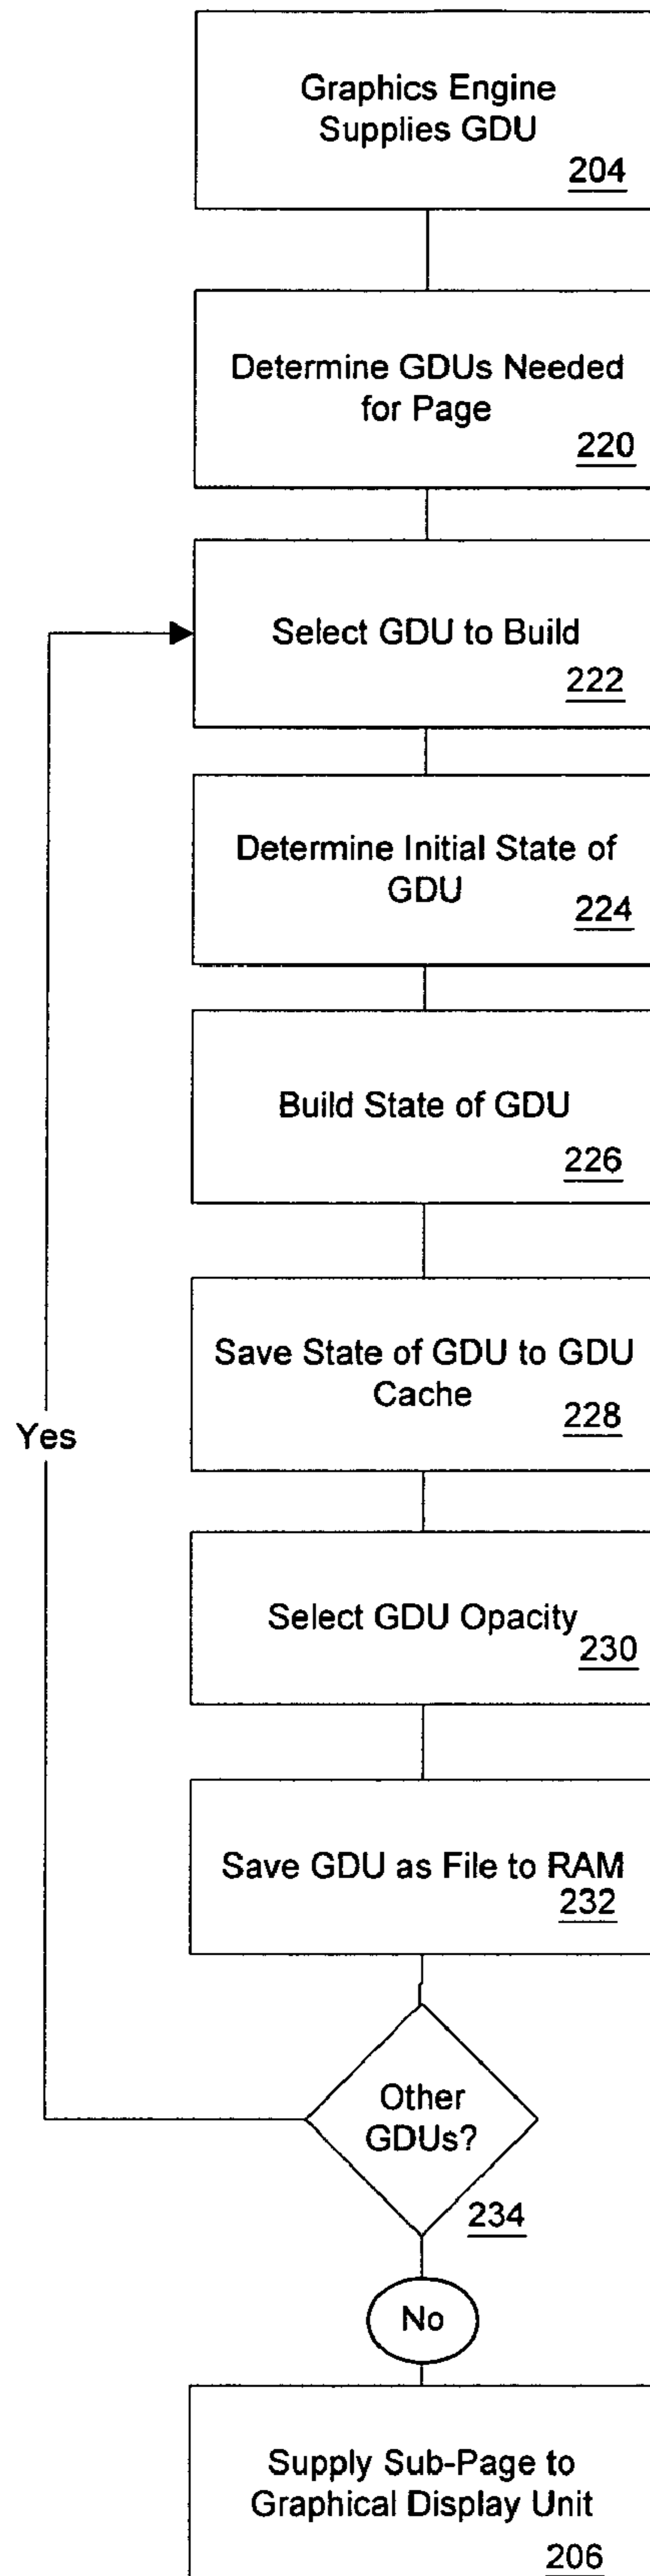 Graphics Engine
Supplies GDU
204
Determine GDUs Needed
for Page
220
Select GDU to Build
222
Determine Initial State of
GDU
224
Build State of GDU
226
Save State of GDU to GDU
Cache
228
Yes
Select GDU Opacity
230
Save GDU as File to RAM
232
Other
GDUs?
234
No
Supply Sub-Page to
Graphical Display Unit
206